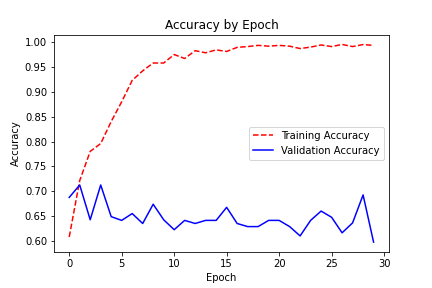 Accuracy by Epoch
1.00
0.95
0.90
0.85
0.80
0.75
0.70
0.65
0.60
Accuracy
Training Accuracy
Validation Accuracy
0 5 10 15 20 25 30
Epoch